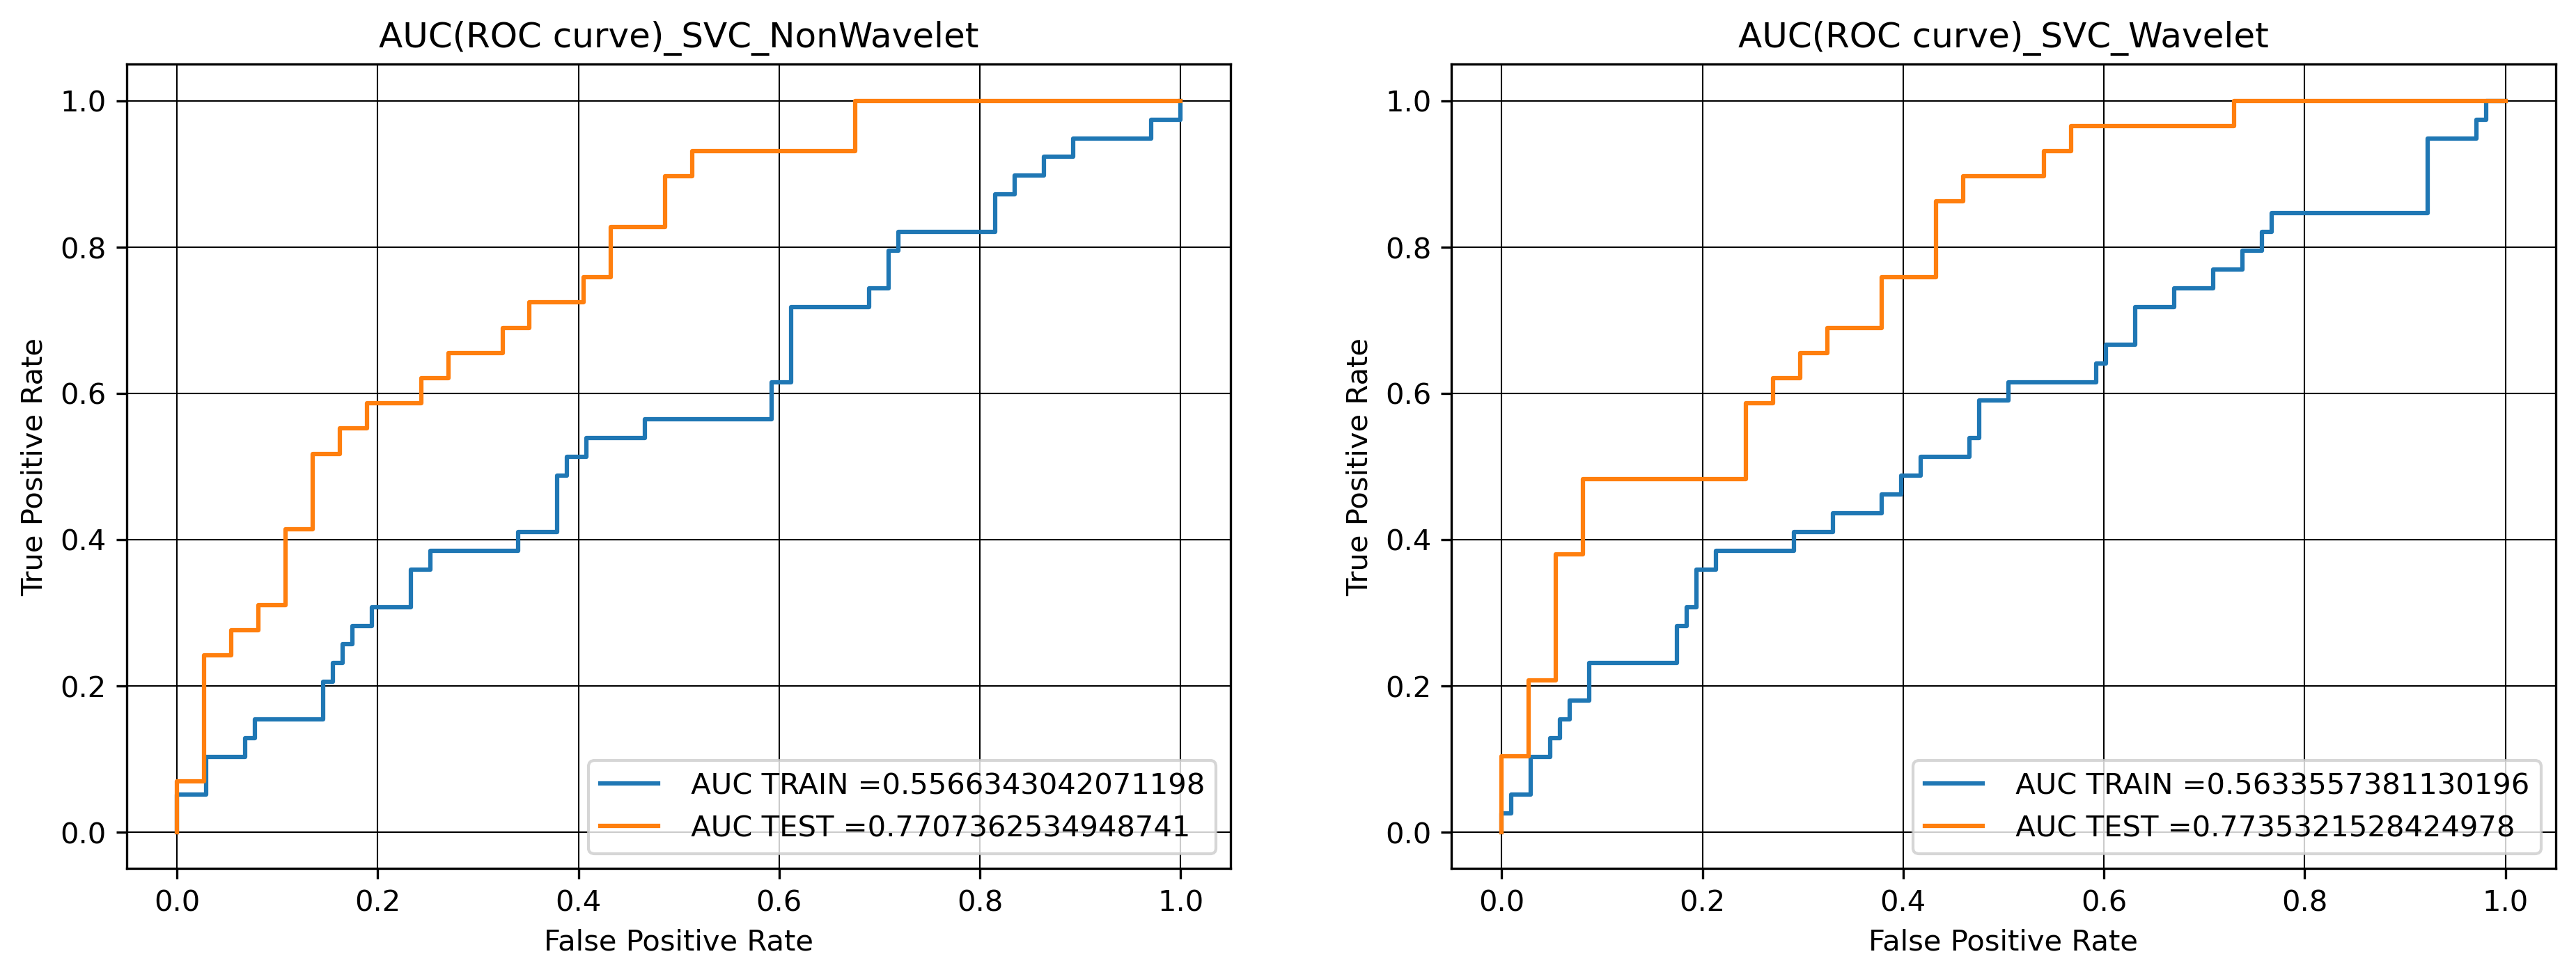 AUC(ROC curve)_SVC_NonWavelet
True Positive Rate
1.0
0.8
0.6
0.4
0.2
0.0
AUC TRAIN =0.5566343042071198
AUC TEST =0.7707362534948741
0.0 0.2 0.4 0.6 0.8 1.0
False Positive Rate
AUC(ROC curve)_SVC_Wavelet
True Positive Rate
1.0
0.8
0.6
0.4
0.2
0.0
AUC TRAIN =0.5633557381130196
AUC TEST =0.7735321528424978
0.0 0.2 0.4 0.6 0.8 1.0
False Positive Rate